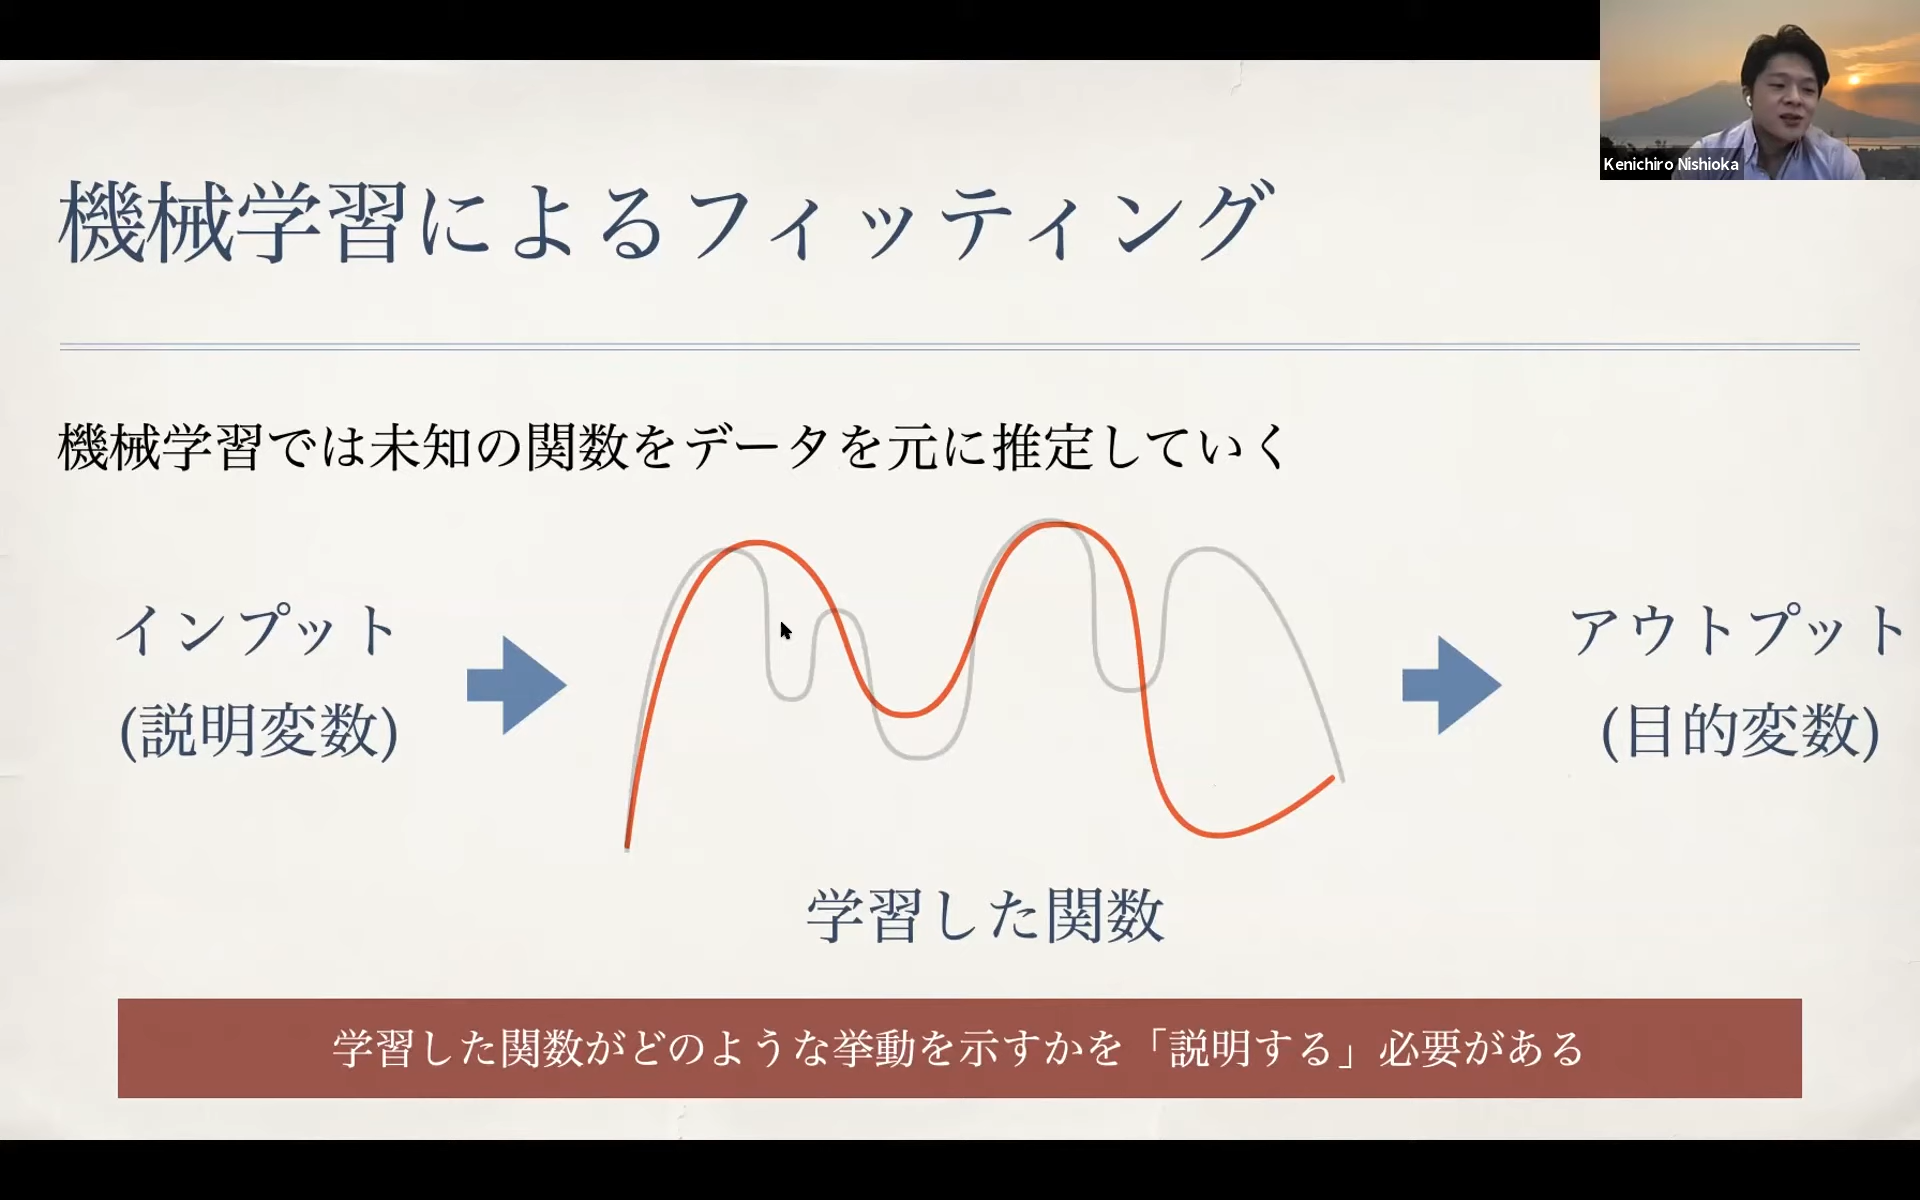 Kenichiro Nishioka
機械学習によるフィッティング
機械学習では未知の関数をデータを元に推定していく
インプット
(説明変数)
アウトプット
(目的変数)
学習した関数
学習した関数がどのような挙動を示すかを「説明する」必要がある